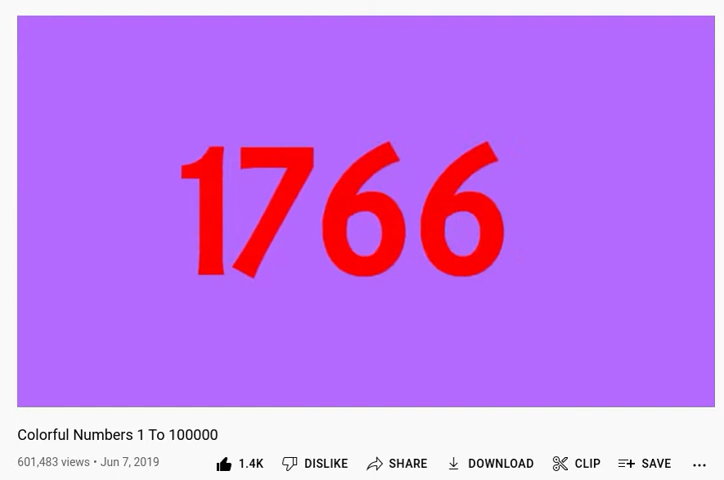 1766
Colorful Numbers 1 To 100000
601,483 views • Jun 7, 2019 1.4K DISLIKE SHARE DOWNLOAD CLIP SAVE ...